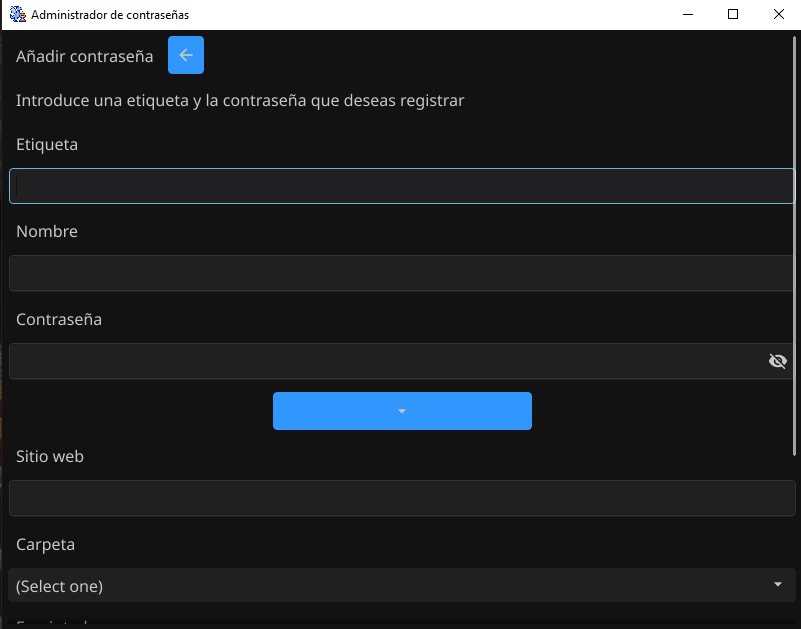 Administrador de contraseñas
Añadir contraseña
Introduce una etiqueta y la contraseña que deseas registrar
Etiqueta
Nombre
Contraseña
Sitio web
Carpeta
(Select one)